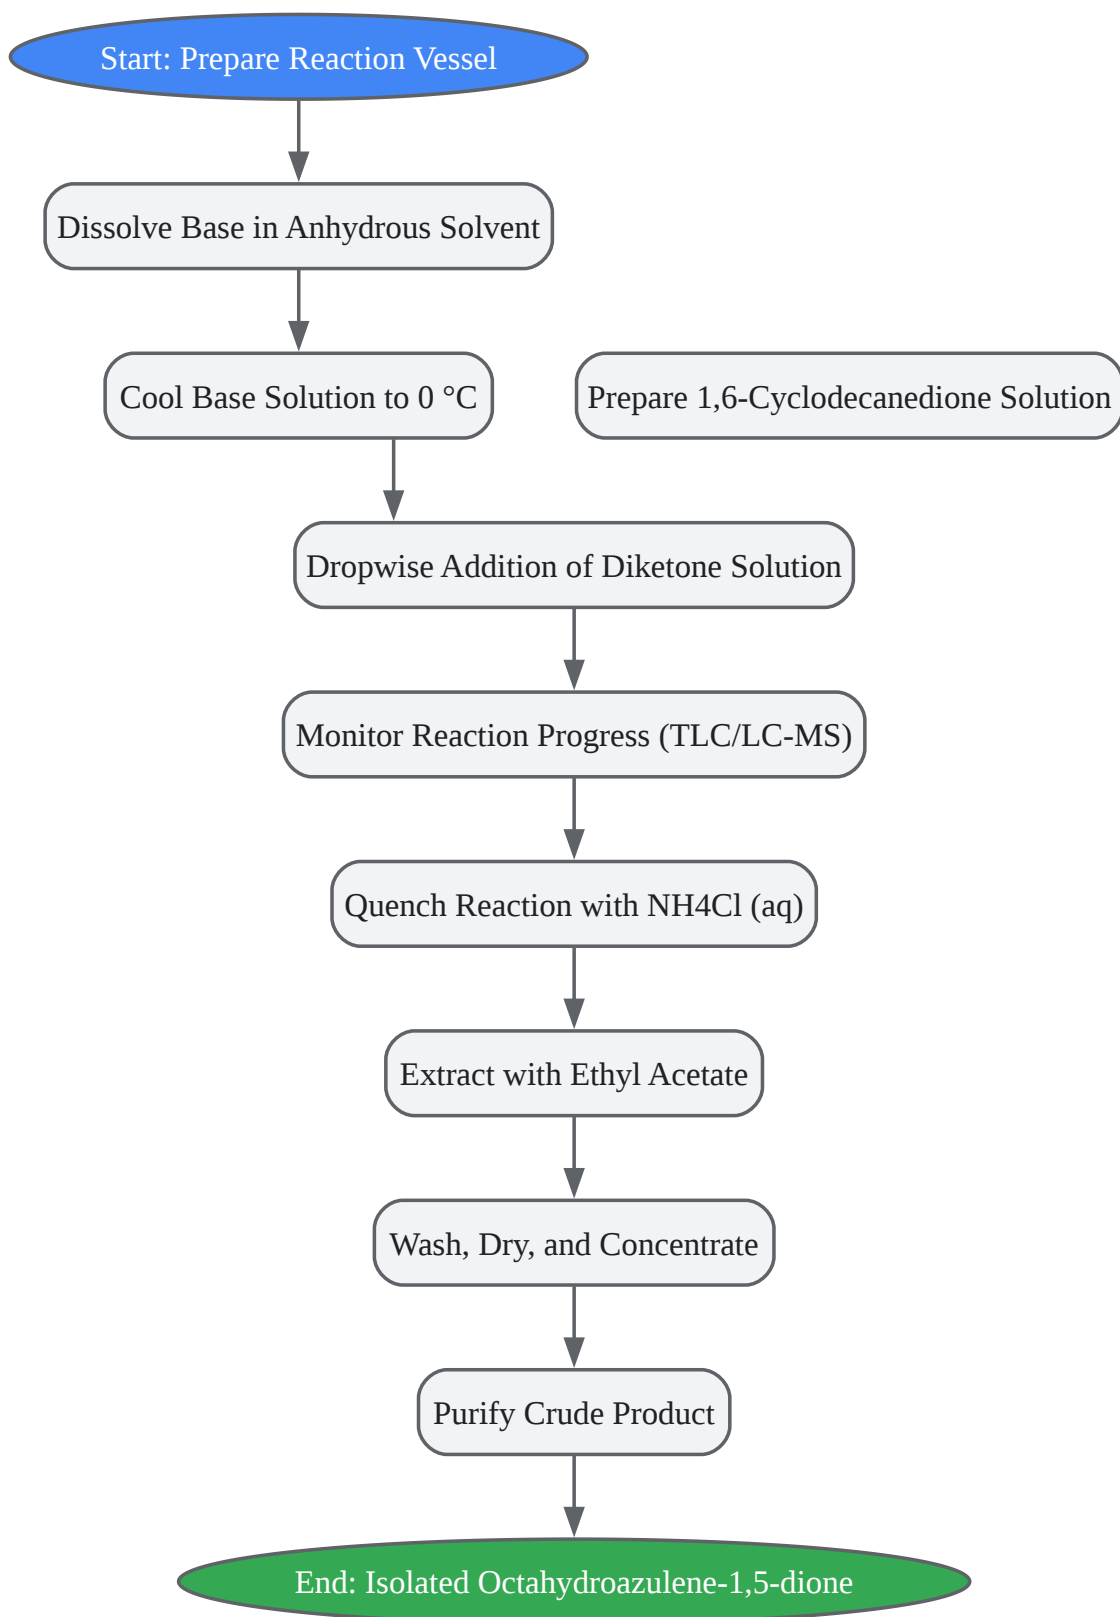 Start: Prepare Reaction Vessel
Dissolve Base in Anhydrous Solvent
Cool Base Solution to 0 °C
Prepare 1,6-Cyclodecanedione Solution
Dropwise Addition of Diketone Solution
Monitor Reaction Progress (TLC/LC-MS)
Quench Reaction with NH4Cl (aq)
Extract with Ethyl Acetate
Wash, Dry, and Concentrate
Purify Crude Product
End: Isolated Octahydroazulene-1,5-dione